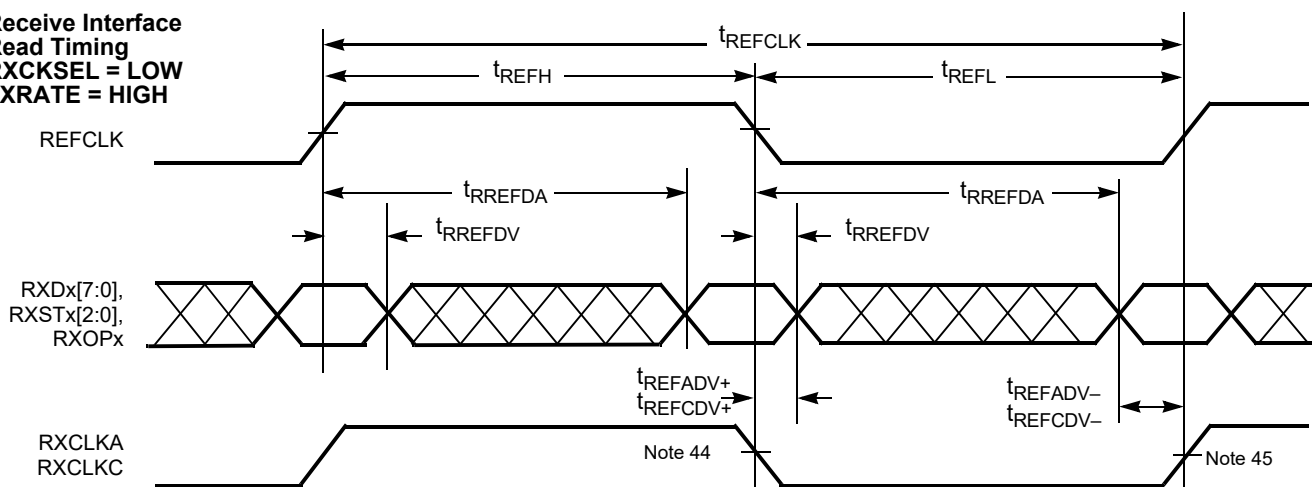 Receive Interface
Read Timing
RXCKSEL = LOW
XRATE = HIGH
tREFCLK
tREFH
tREFL
REFCLK
tRREFDA
tRREFDA
tRREFDV
tRREFDV
RXDx[7:0],
RXSTx[2:0],
RXOPx
tREFADV+
tREFCDV+
tREFADV–
tREFCDV–
RXCLKA
RXCLKC
Note 44
Note 45